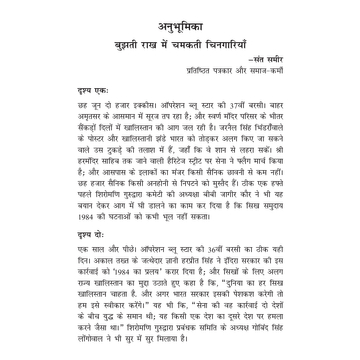 अनुभूमिका
बुझती राख में चमकती चिनगारियाँ
–संत समीर
प्रतिष्ठित पत्रकार और समाज-कर्मी
दृश्य एक:
छह जून दो हजार इक्कीस। ऑपरेशन ब्लू स्टार की 37वीं बरसी। बाहर
अमृतसर के आसमान में सूरज तप रहा है; और स्वर्ण मंदिर परिसर के भीतर
सैंकड़ों दिलों में खालिस्तान की आग जल रही है। जरनैल सिंह भिंडराँवाले
के पोस्टर और खालिस्तानी झंडे भारत को तोड़कर अलग किए जा सकने
वाले उस टुकड़े की तलाश में हैं, जहाँ कि वे शान से लहरा सकें। श्री
हरमंदिर साहिब तक जाने वाली हैरिटेज स्ट्रीट पर सेना ने फ्लैग मार्च किया
है; और आसपास के इलाकों का मंजर किसी सैनिक छावनी से कम नहीं।
छह हजार सैनिक किसी अनहोनी से निपटने को मुस्तैद हैं। ठीक एक हफ्ते
पहले शिरोमणि गुरुद्वारा कमेटी की अध्यक्षा बीबी जागीर कौर ने भी यह
बयान देकर आग में घी डालने का काम कर दिया है कि सिख समुदाय
1984 की घटनाओं को कभी भूल नहीं सकता।
दृश्य दो:
एक साल और पीछे। ऑपरेशन ब्लू स्टार की 36वीं बरसी का ठीक यही
दिन। अकाल तख्त के जत्थेदार ज्ञानी हरप्रीत सिंह ने इंदिरा सरकार की इस
कार्रवाई को '1984 का प्रलय' करार दिया है; और सिखों के लिए अलग
राज्य खालिस्तान का मुद्दा उठाते हुए कहा है कि, "दुनिया का हर सिख
खालिस्तान चाहता है. और अगर भारत सरकार इसकी पेशकश करेगी तो
हम इसे स्वीकार करेंगे"। यह भी कि, "सेना की वह कार्रवाई दो देशों
के बीच युद्ध के समान थी; यह किसी एक देश का दूसरे देश पर हमला
करने जैसा था।" शिरोमणि गुरुद्वारा प्रबंधक समिति के अध्यक्ष गोबिंद सिंह
लोंगोवाल ने भी सुर में सुर मिलाया है।